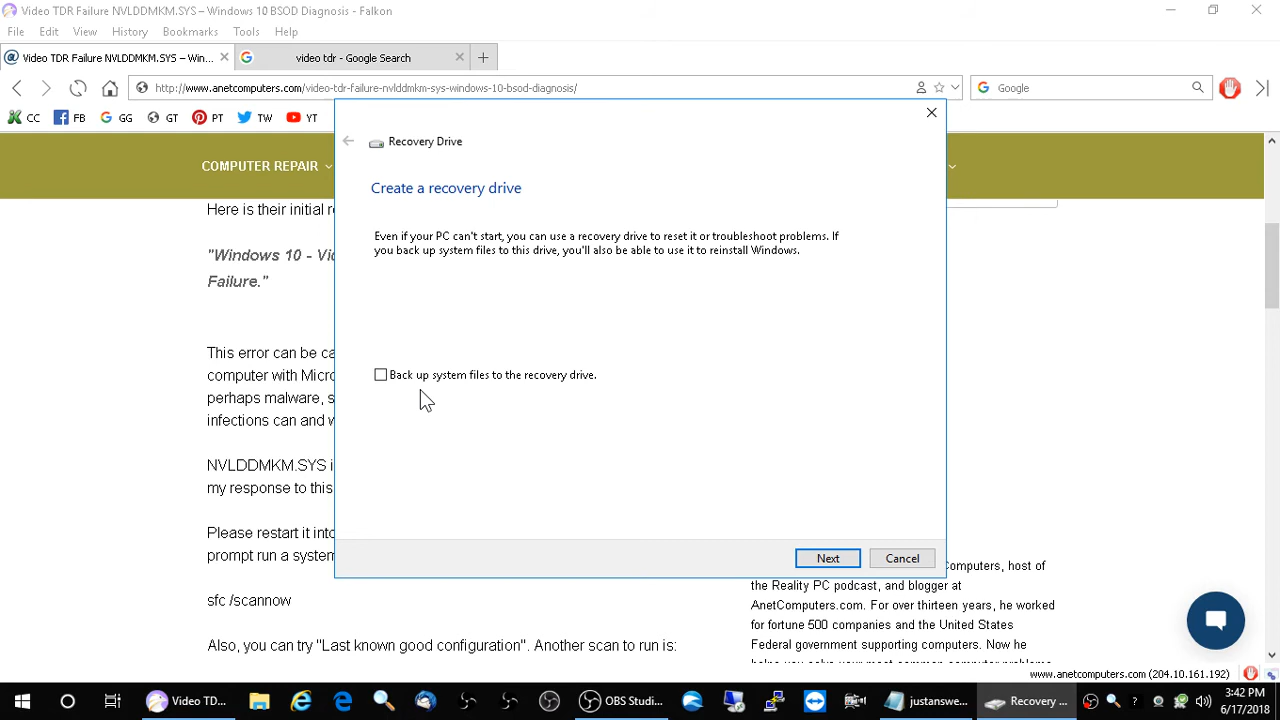 Video TDR Failure NVLDDMKM.SYS – Windows 10 BSOD Diagnosis - Falkon
File Edit View History Bookmarks Tools Help
Video TDR Failure NVLDDMKM.SYS – Win...
video tdr - Google Search
http://www.anetcomputers.com/video-tdr-failure-nvlddmkm-sys-windows-10-bsod-diagnosis/
Google
CC FB GG GT PT TW YT
COMPUTER REPAIR
Here is their initial r
"Windows 10 - Vi
Failure."
This error can be ca
computer with Micro
perhaps malware, s
infections can and w
NVLDDMKM.SYS i
my response to this
Please restart it into
prompt run a system
sfc /scannow
Also, you can try "Last known good configuration". Another scan to run is:
Recovery Drive
Create a recovery drive
Even if your PC can't start, you can use a recovery drive to reset it or troubleshoot problems. If
you back up system files to this drive, you'll also be able to use it to reinstall Windows.
Back up system files to the recovery drive.
Next Cancel
Computers, host of
the Reality PC podcast, and blogger at
AnetComputers.com. For over thirteen years, he worked
for fortune 500 companies and the United States
Federal government supporting computers. Now he
www.anetcomputers.com (204.10.161.192)
Video TD...
OBS Studi...
justanswe...
Recovery ...
3:42 PM
6/17/2018